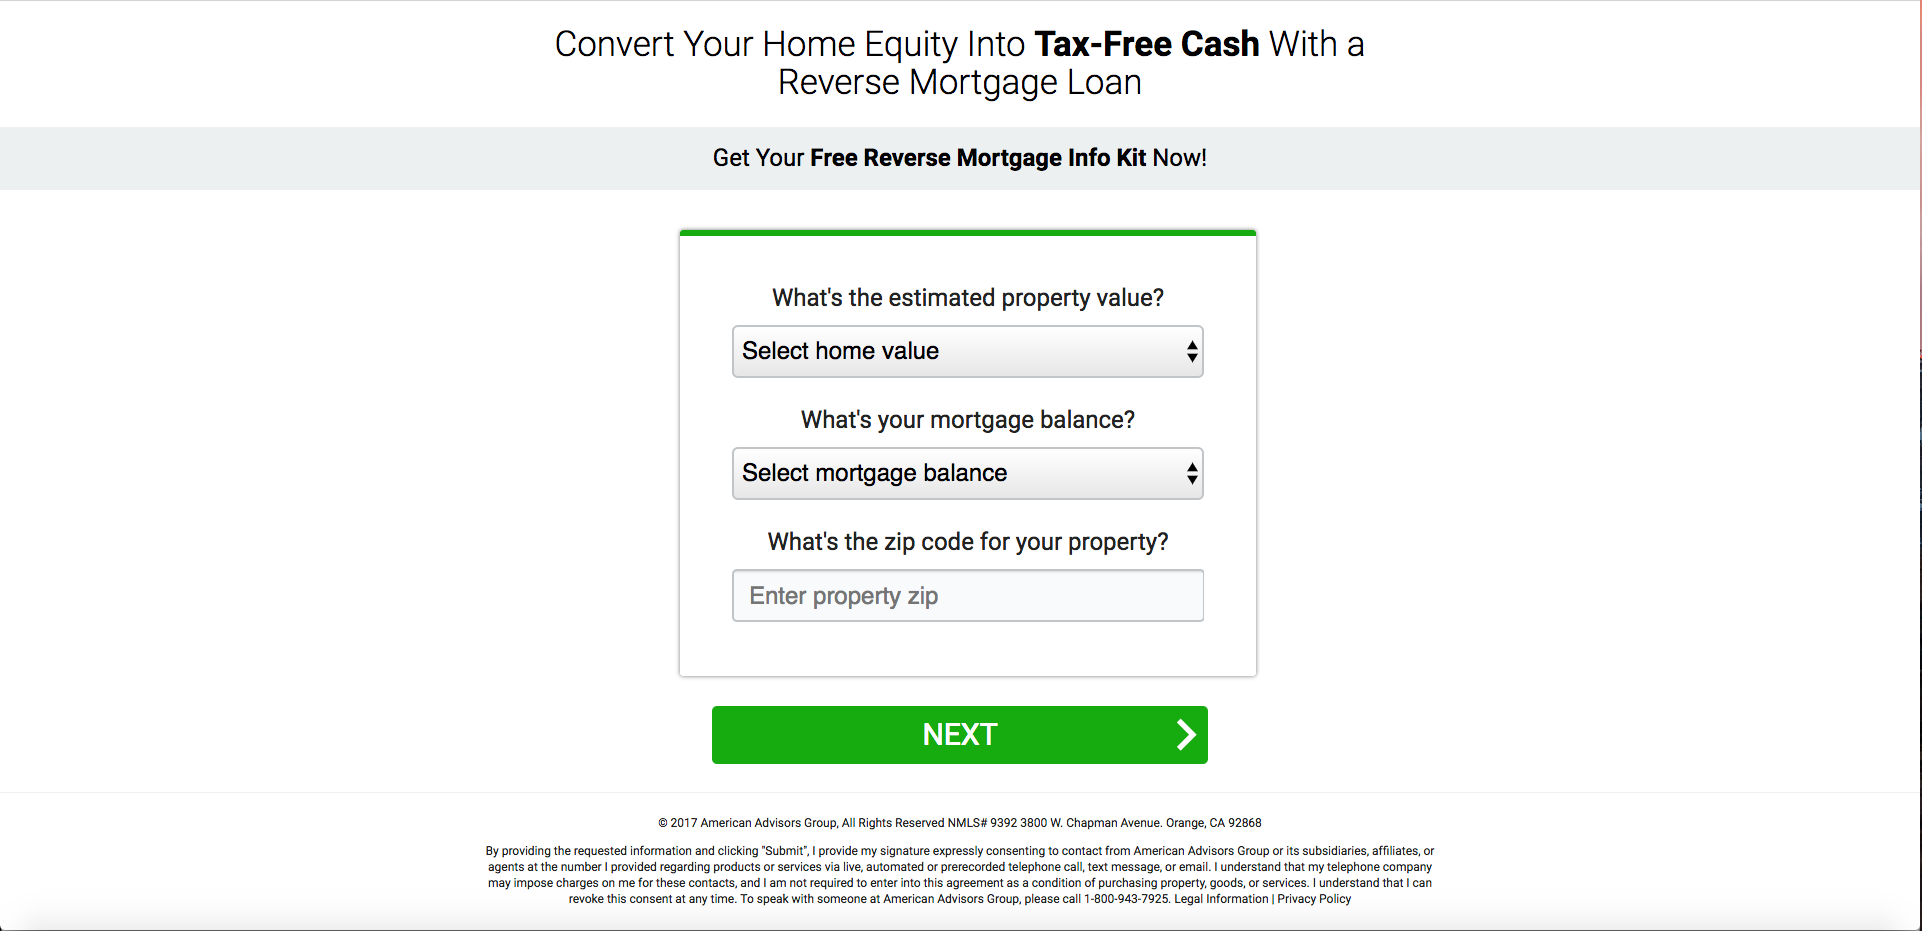 Convert Your Home Equity Into Tax-Free Cash With a
Reverse Mortgage Loan
Get Your Free Reverse Mortgage Info Kit Now!
What's the estimated property value?
Select home value
What's your mortgage balance?
Select mortgage balance
What's the zip code for your property?
Enter property zip
NEXT
© 2017 American Advisors Group, All Rights Reserved NMLS# 9392 3800 W. Chapman Avenue. Orange, CA 92868
By providing the requested information and clicking "Submit", I provide my signature expressly consenting to contact from American Advisors Group or its subsidiaries, affiliates, or
agents at the number I provided regarding products or services via live, automated or prerecorded telephone call, text message, or email. I understand that my telephone company
may impose charges on me for these contacts, and I am not required to enter into this agreement as a condition of purchasing property, goods, or services. I understand that I can
revoke this consent at any time. To speak with someone at American Advisors Group, please call 1-800-943-7925. Legal Information | Privacy Policy